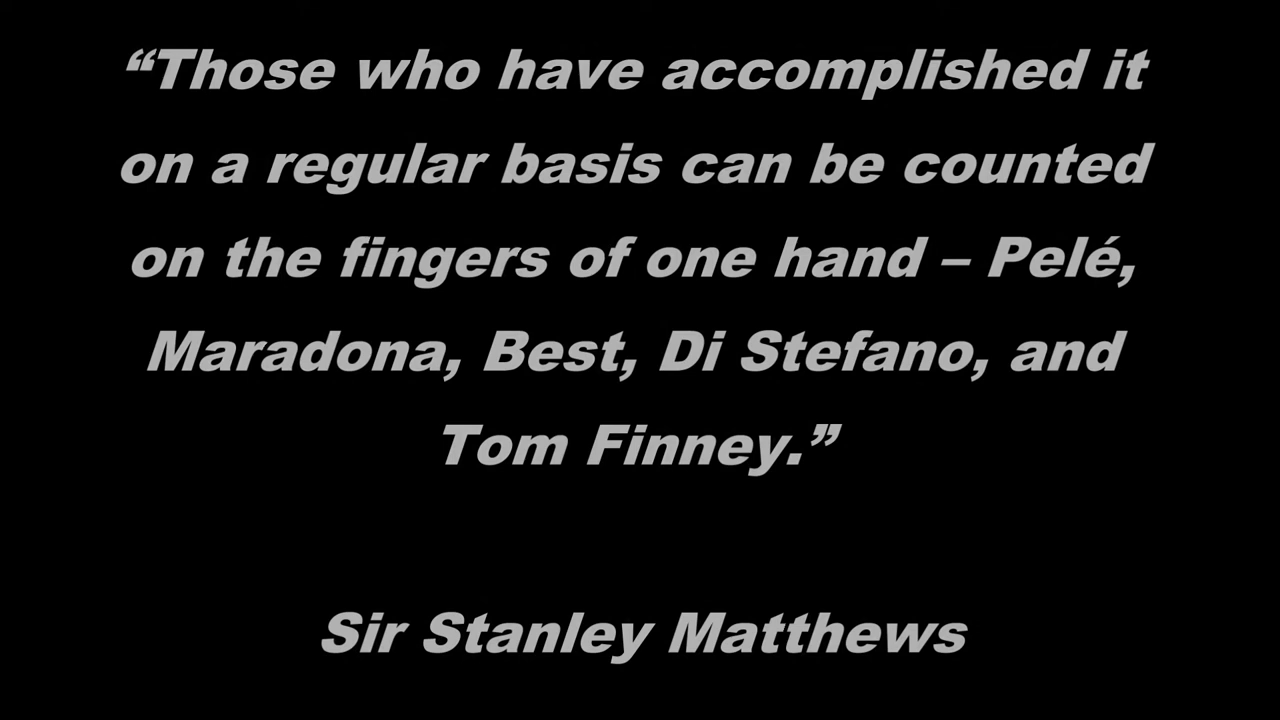 “Those who have accomplished it
on a regular basis can be counted
on the fingers of one hand – Pelé,
Maradona, Best, Di Stefano, and
Tom Finney.”
Sir Stanley Matthews